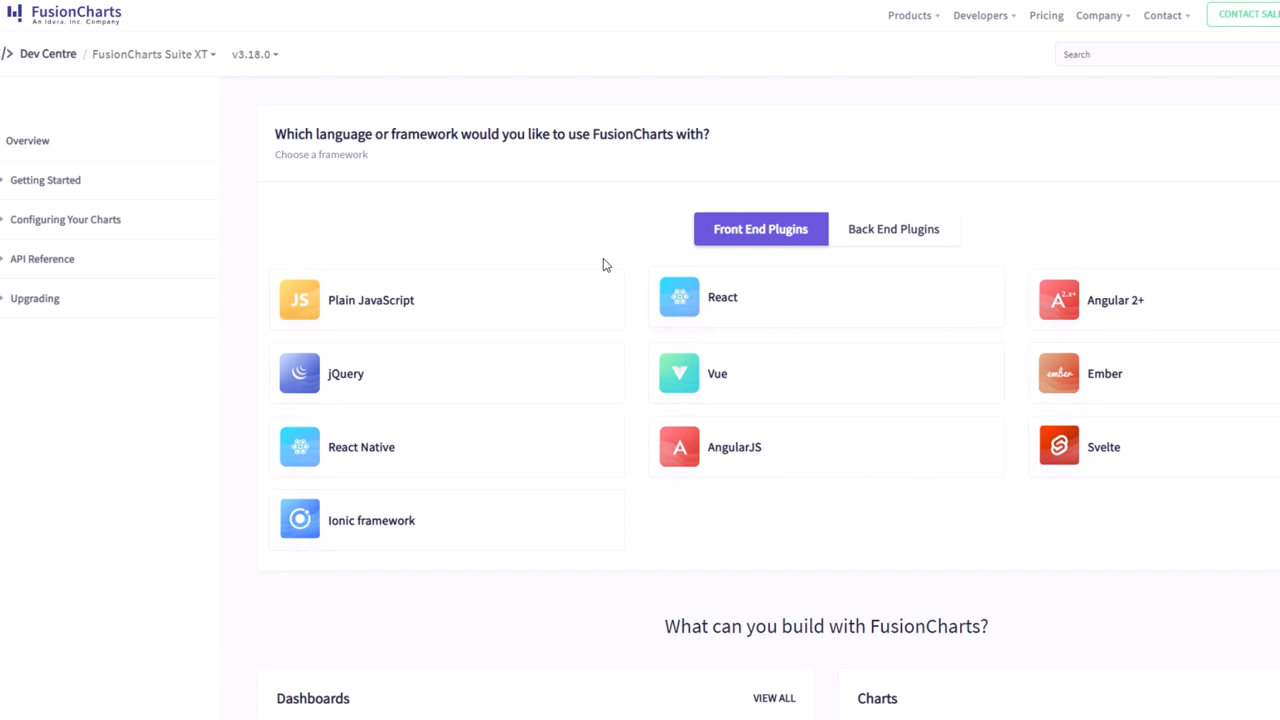 FusionCharts
An Idera, Inc. Company
Products
Developers
Pricing
Company
Contact
CONTACT SAL
Dev Centre / FusionCharts Suite XT
v3.18.0
Search
Overview
Getting Started
Configuring Your Charts
API Reference
Upgrading
Which language or framework would you like to use FusionCharts with?
Choose a framework
Front End Plugins
Back End Plugins
JS Plain JavaScript
React
A 2.x+ Angular 2+
jQuery
Vue
ember Ember
React Native
A AngularJS
Svelte
Ionic framework
What can you build with FusionCharts?
Dashboards
VIEW ALL
Charts